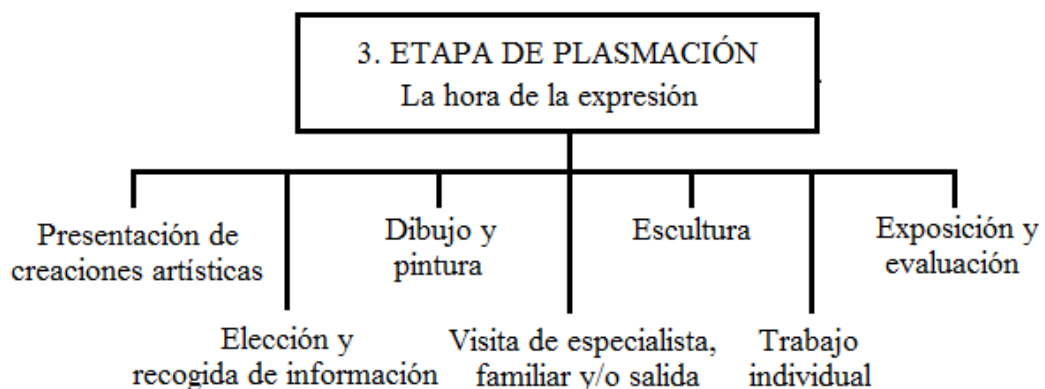 3. ETAPA DE PLASMACIÓN
La hora de la expresión
Presentación de
creaciones artísticas
Elección y
recogida de información
Dibujo y
pintura
Visita de especialista,
familiar y/o salida
Escultura
Trabajo
individual
Exposición y
evaluación